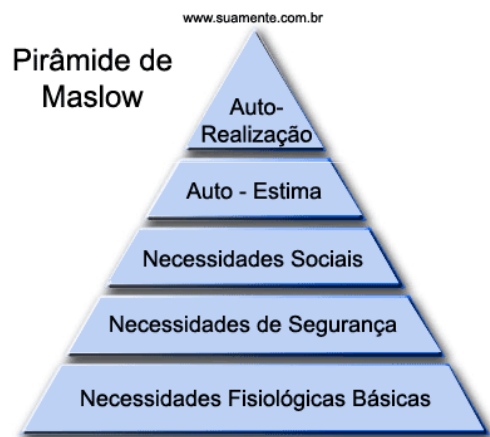 www.suamente.com.br
Pirâmide de
Maslow
Auto-
Realização
Auto - Estima
Necessidades Sociais
Necessidades de Segurança
Necessidades Fisiológicas Básicas